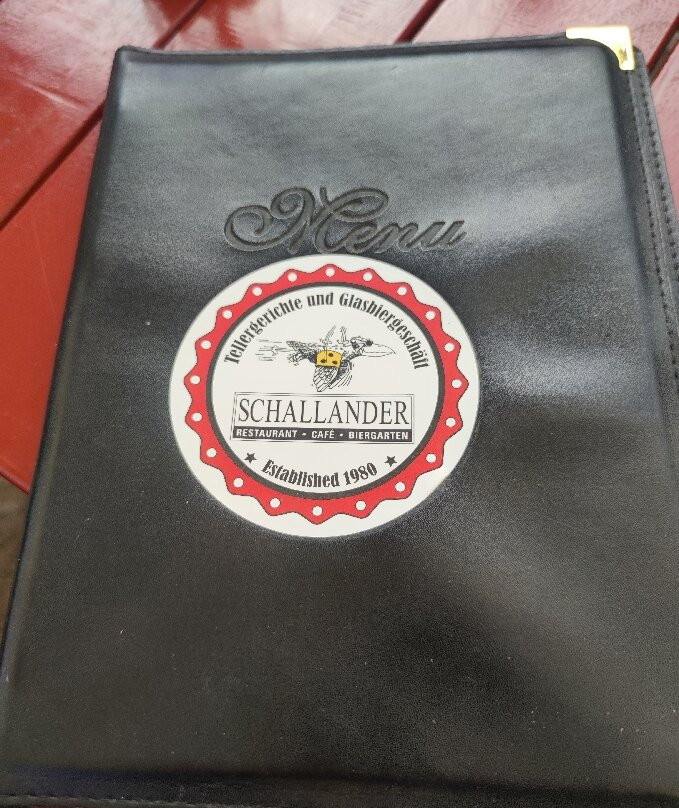 Menu
Tellergerichte und Glasbiergeschäft
SCHALLANDER
RESTAURANT • CAFÉ • BIERGARTEN
★ Established 1980 ★